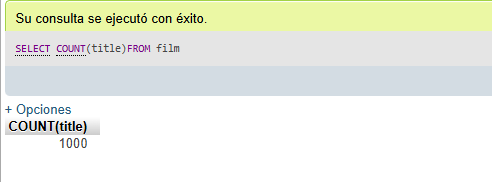 Su consulta se ejecutó con éxito.
SELECT COUNT(title)FROM film
+ Opciones
COUNT(title)
1000